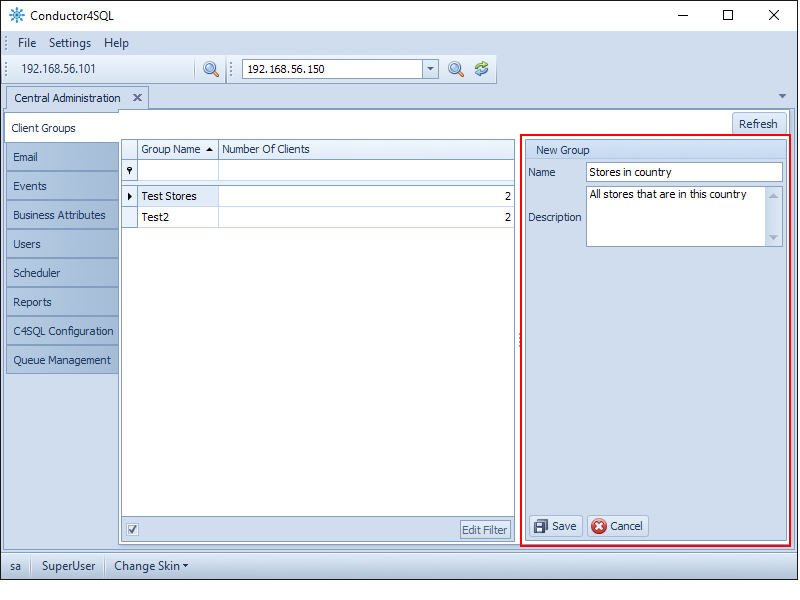 Conductor4SQL
File Settings Help
192.168.56.101 192.168.56.150
Central Administration
Refresh
Client Groups
Email
Events
Business Attributes
Users
Scheduler
Reports
C4SQL Configuration
Queue Management
Group Name Number Of Clients
Test Stores 2
Test2 2
Edit Filter
New Group
Name Stores in country
Description All stores that are in this country
Save Cancel
sa SuperUser Change Skin